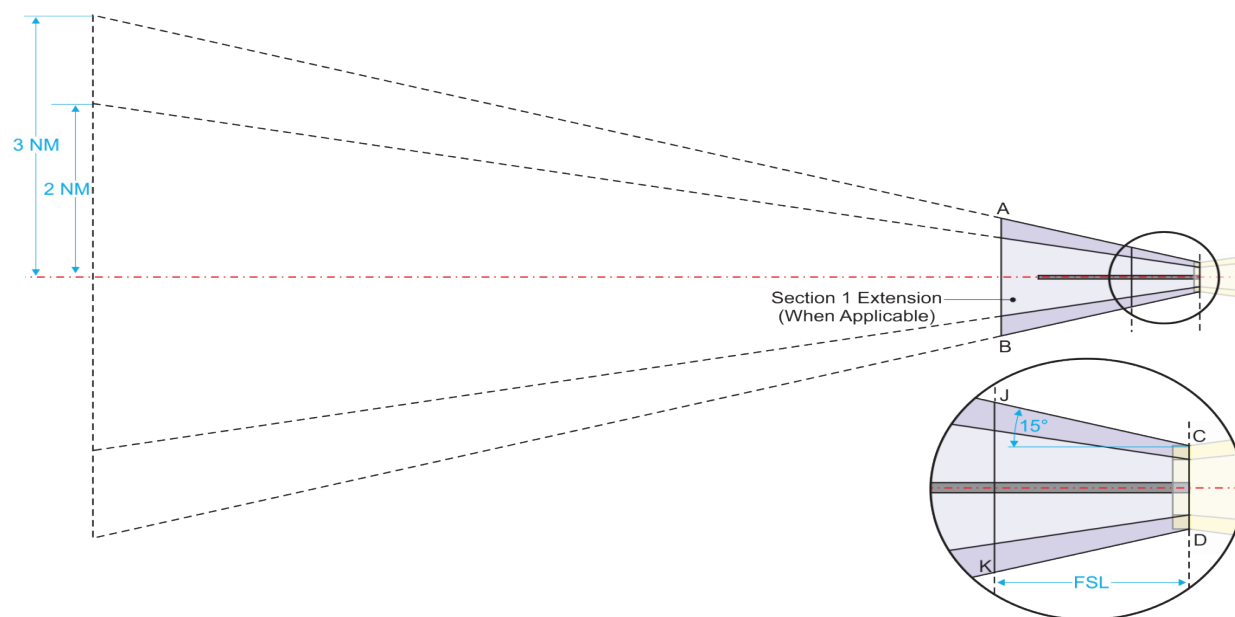 3 NM
2 NM
A
Section 1 Extension
(When Applicable)
B
J
15°
C
K
D
FSL